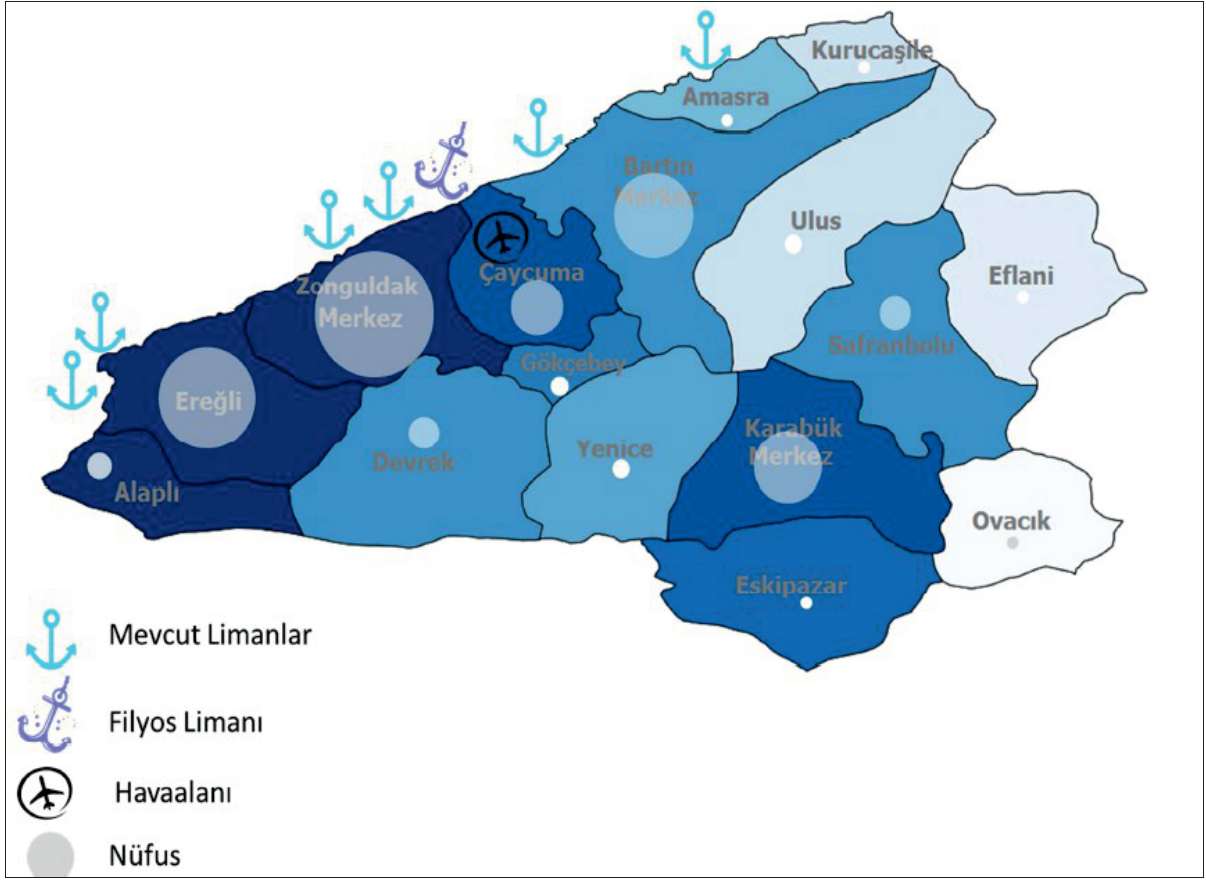 Kurucaşile
Amasra
Bartın
Merkez
Ulus
Çaycuma
Eflani
Zonguldak
Merkez
Safranbolu
Gökçebey
Ereğli
Karabük
Merkez
Yenice
Devrek
Alaplı
Ovacık
Eskipazar
Mevcut Limanlar
Filyos Limanı
Havaalanı
Nüfus